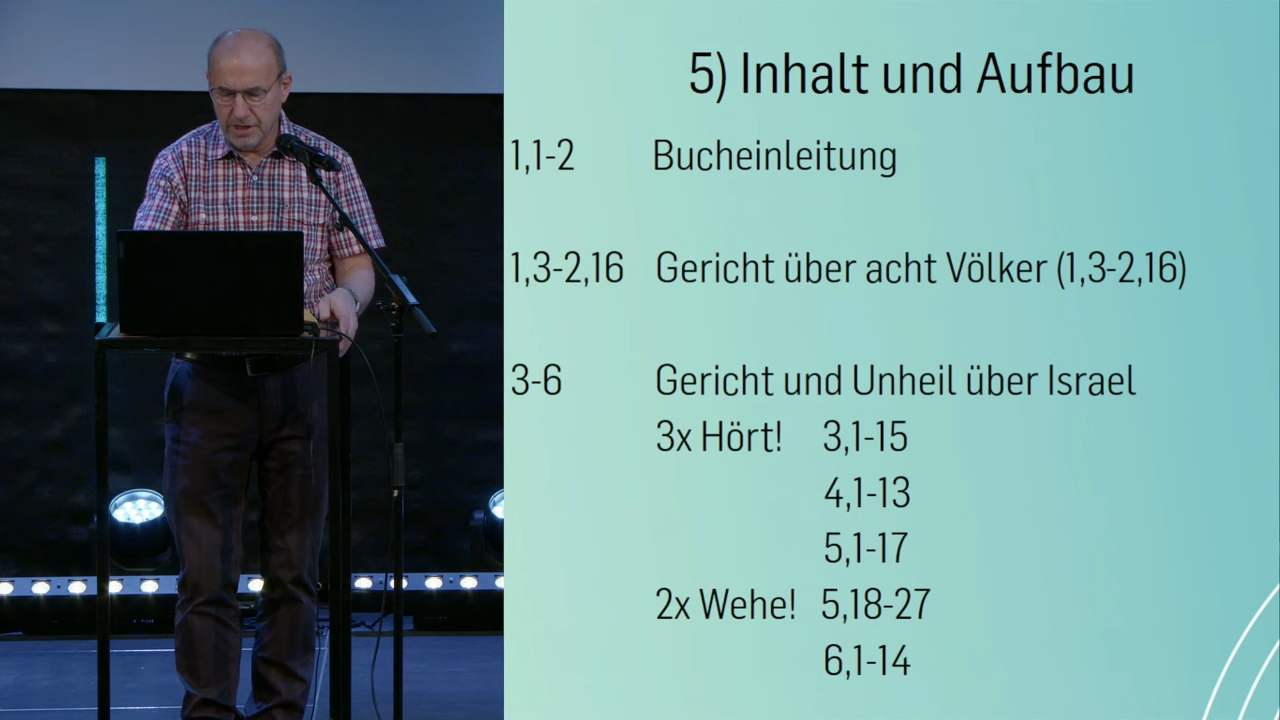 5) Inhalt und Aufbau
1,1-2 Bucheinleitung
1,3-2,16 Gericht über acht Völker (1,3-2,16)
3-6 Gericht und Unheil über Israel
3x Hört! 3,1-15
4,1-13
5,1-17
2x Wehe! 5,18-27
6,1-14